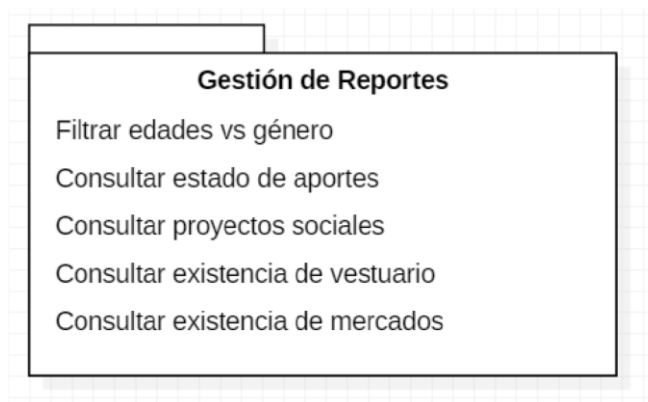 Gestión de Reportes
Filtrar edades vs género
Consultar estado de aportes
Consultar proyectos sociales
Consultar existencia de vestuario
Consultar existencia de mercados